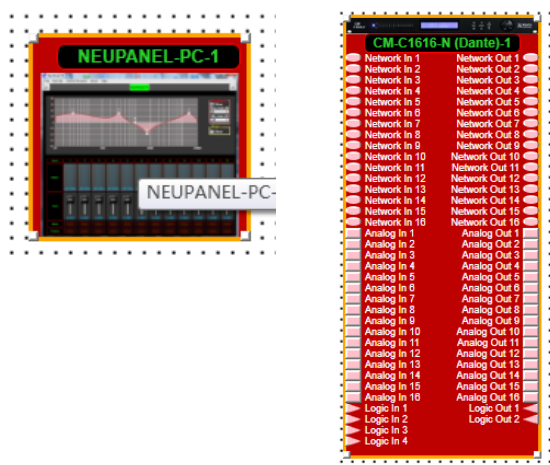 NEUPANEL-PC-1
NEUPANEL-PC-
CM-C1616-N (Dante)-1
Network In 1 Network Out 1
Network In 2 Network Out 2
Network In 3 Network Out 3
Network In 4 Network Out 4
Network In 5 Network Out 5
Network In 6 Network Out 6
Network In 7 Network Out 7
Network In 8 Network Out 8
Network In 9 Network Out 9
Network In 10 Network Out 10
Network In 11 Network Out 11
Network In 12 Network Out 12
Network In 13 Network Out 13
Network In 14 Network Out 14
Network In 15 Network Out 15
Network In 16 Network Out 16
Analog In 1 Analog Out 1
Analog In 2 Analog Out 2
Analog In 3 Analog Out 3
Analog In 4 Analog Out 4
Analog In 5 Analog Out 5
Analog In 6 Analog Out 6
Analog In 7 Analog Out 7
Analog In 8 Analog Out 8
Analog In 9 Analog Out 9
Analog In 10 Analog Out 10
Analog In 11 Analog Out 11
Analog In 12 Analog Out 12
Analog In 13 Analog Out 13
Analog In 14 Analog Out 14
Analog In 15 Analog Out 15
Analog In 16 Analog Out 16
Logic In 1 Logic Out 1
Logic In 2 Logic Out 2
Logic In 3
Logic In 4